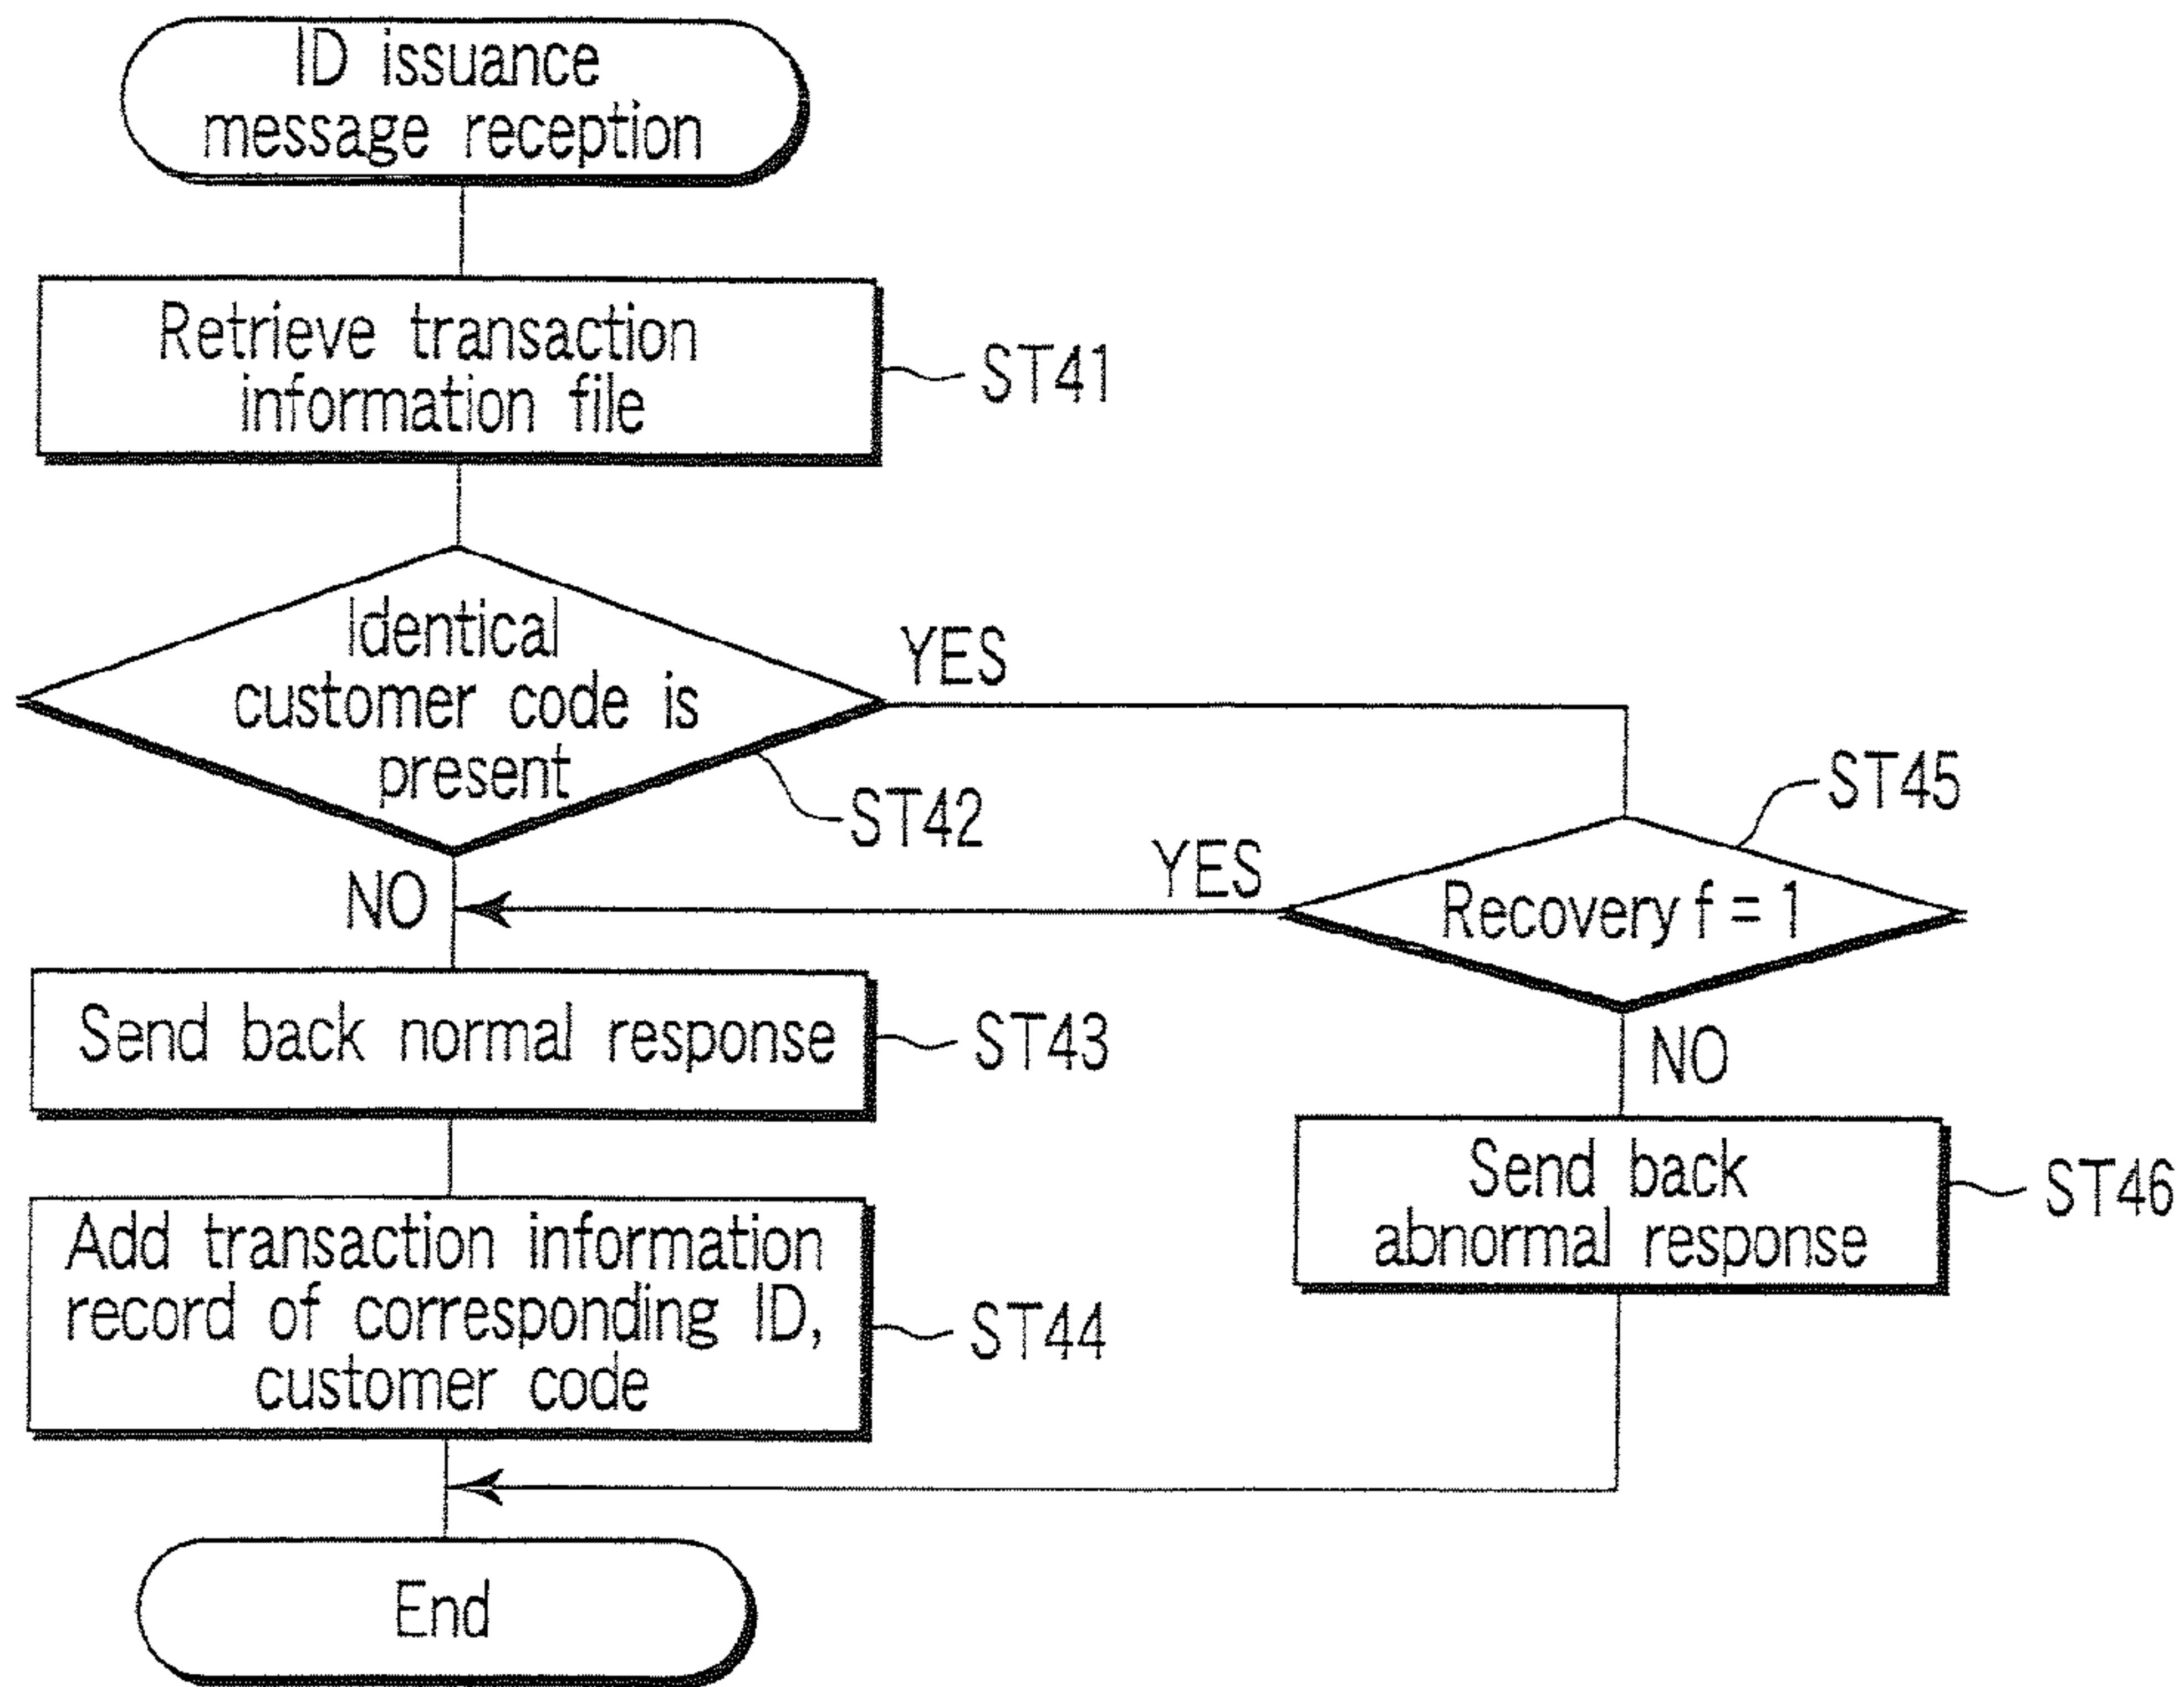 ID issuance
message reception
Retrieve transaction
information file
ST41
Identical
customer code is
present
YES
ST42
ST45
NO
YES
Recovery f = 1
Send back normal response
ST43
NO
Send back
abnormal response
ST46
Add transaction information
record of corresponding ID,
customer code
ST44
End